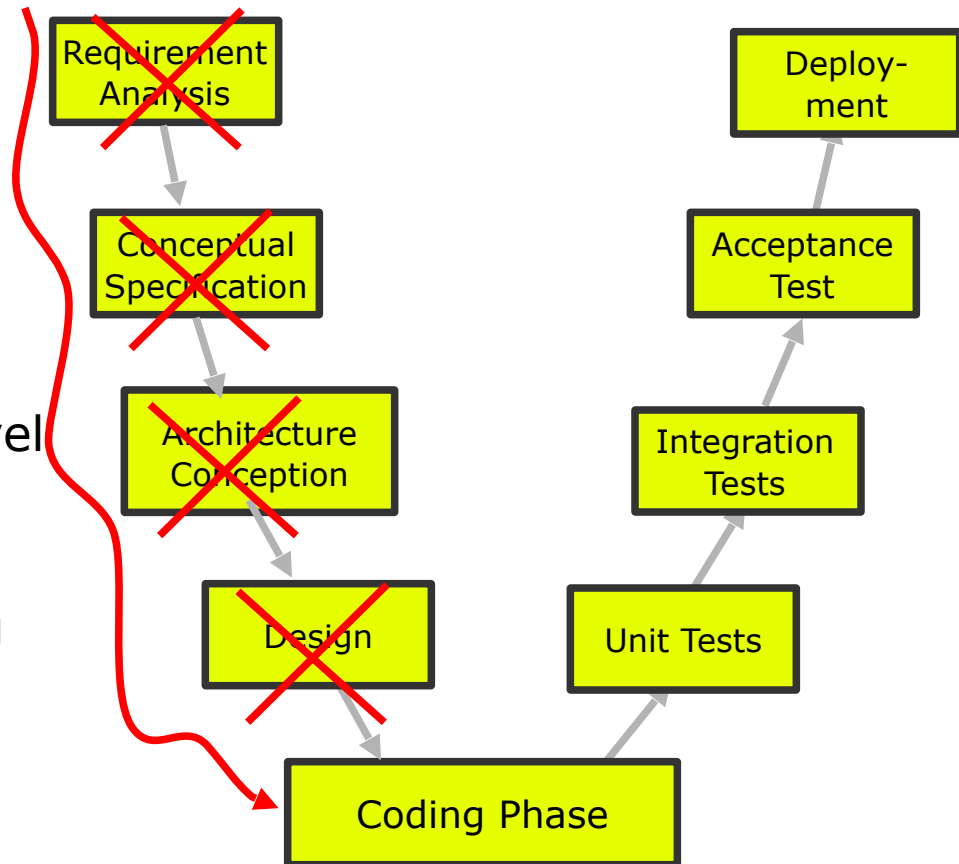 Requirement
Analysis
Conceptual
Specification
Architecture
Conception
Design
Coding Phase
Unit Tests
Integration
Tests
Acceptance
Test
Deploy-
ment